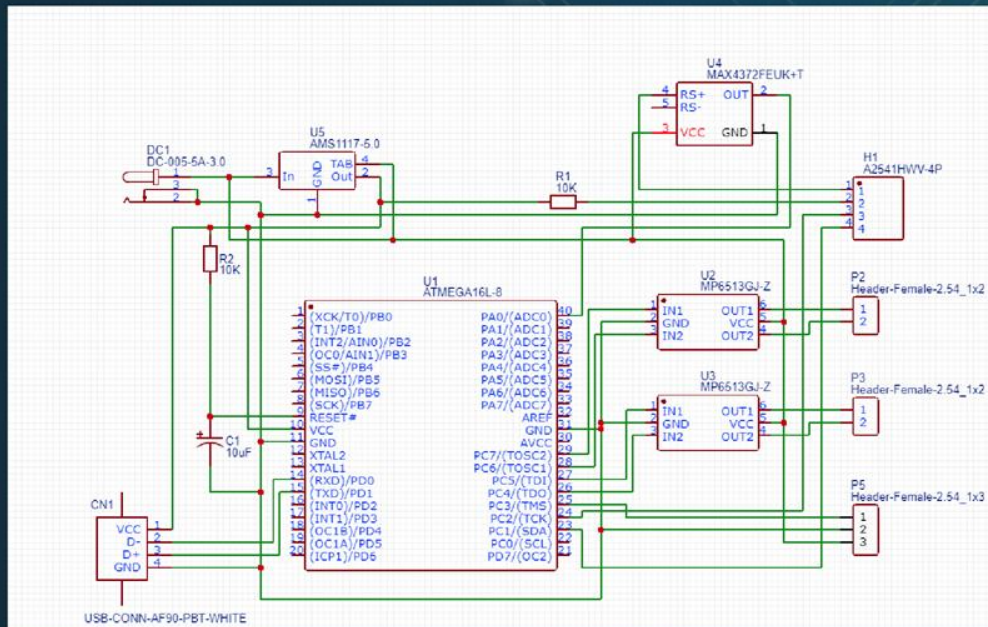 U4
MAX4372FEUK+T
4 RS+ OUT 2
5 RS-
3 VCC GND 1
U5
AMS1117-5.0
DC1
DC-005-5A-3.0
1
3
2
3 In GND TAB 4
Out 2
1
R1
10K
H1
A2541HWV-4P
1 1
2 2
3 3
4 4
R2
10K
U1
ATMEGA16L-8
1 (XCK/T0)/PB0 PA0/(ADC0) 40
2 (T1)/PB1 PA1/(ADC1) 39
3 (INT2/AIN0)/PB2 PA2/(ADC2) 38
4 (OC0/AIN1)/PB3 PA3/(ADC3) 37
5 (SS#)/PB4 PA4/(ADC4) 36
6 (MOSI)/PB5 PA5/(ADC5) 35
7 (MISO)/PB6 PA6/(ADC6) 34
8 (SCK)/PB7 PA7/(ADC7) 33
9 RESET# AREF 32
10 VCC GND 31
11 GND AVCC 30
12 XTAL2 PC7/(TOSC2) 29
13 XTAL1 PC6/(TOSC1) 28
14 (RXD)/PD0 PC5/(TDI) 27
15 (TXD)/PD1 PC4/(TDO) 26
16 (INT0)/PD2 PC3/(TMS) 25
17 (INT1)/PD3 PC2/(TCK) 24
18 (OC1B)/PD4 PC1/(SDA) 23
19 (OC1A)/PD5 PC0/(SCL) 22
20 (ICP1)/PD6 PD7/(OC2) 21
U2
MP6513GJ-Z
1 IN1 OUT1 6
2 GND VCC 5
3 IN2 OUT2 4
P2
Header-Female-2.54_1x2
1
2
U3
MP6513GJ-Z
1 IN1 OUT1 6
2 GND VCC 5
3 IN2 OUT2 4
P3
Header-Female-2.54_1x2
1
2
P5
Header-Female-2.54_1x3
1
2
3
+
C1
10uF
CN1
VCC 1
D- 2
D+ 3
GND 4
USB-CONN-AF90-PBT-WHITE